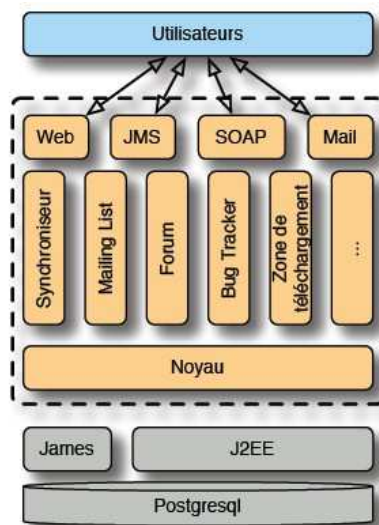 Utilisateurs
Web
JMS
SOAP
Mail
Synchroniseur
Mailing List
Forum
Bug Tracker
Zone de
téléchargement
...
Noyau
James
J2EE
Postgresql